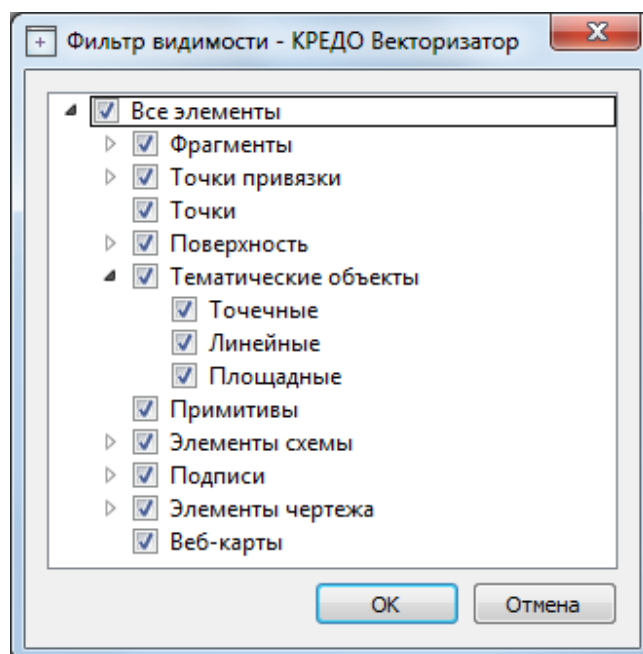 Фильтр видимости - КРЕДО Векторизатор
Все элементы
Фрагменты
Точки привязки
Точки
Поверхность
Тематические объекты
Точечные
Линейные
Площадные
Примитивы
Элементы схемы
Подписи
Элементы чертежа
Веб-карты
ОК Отмена